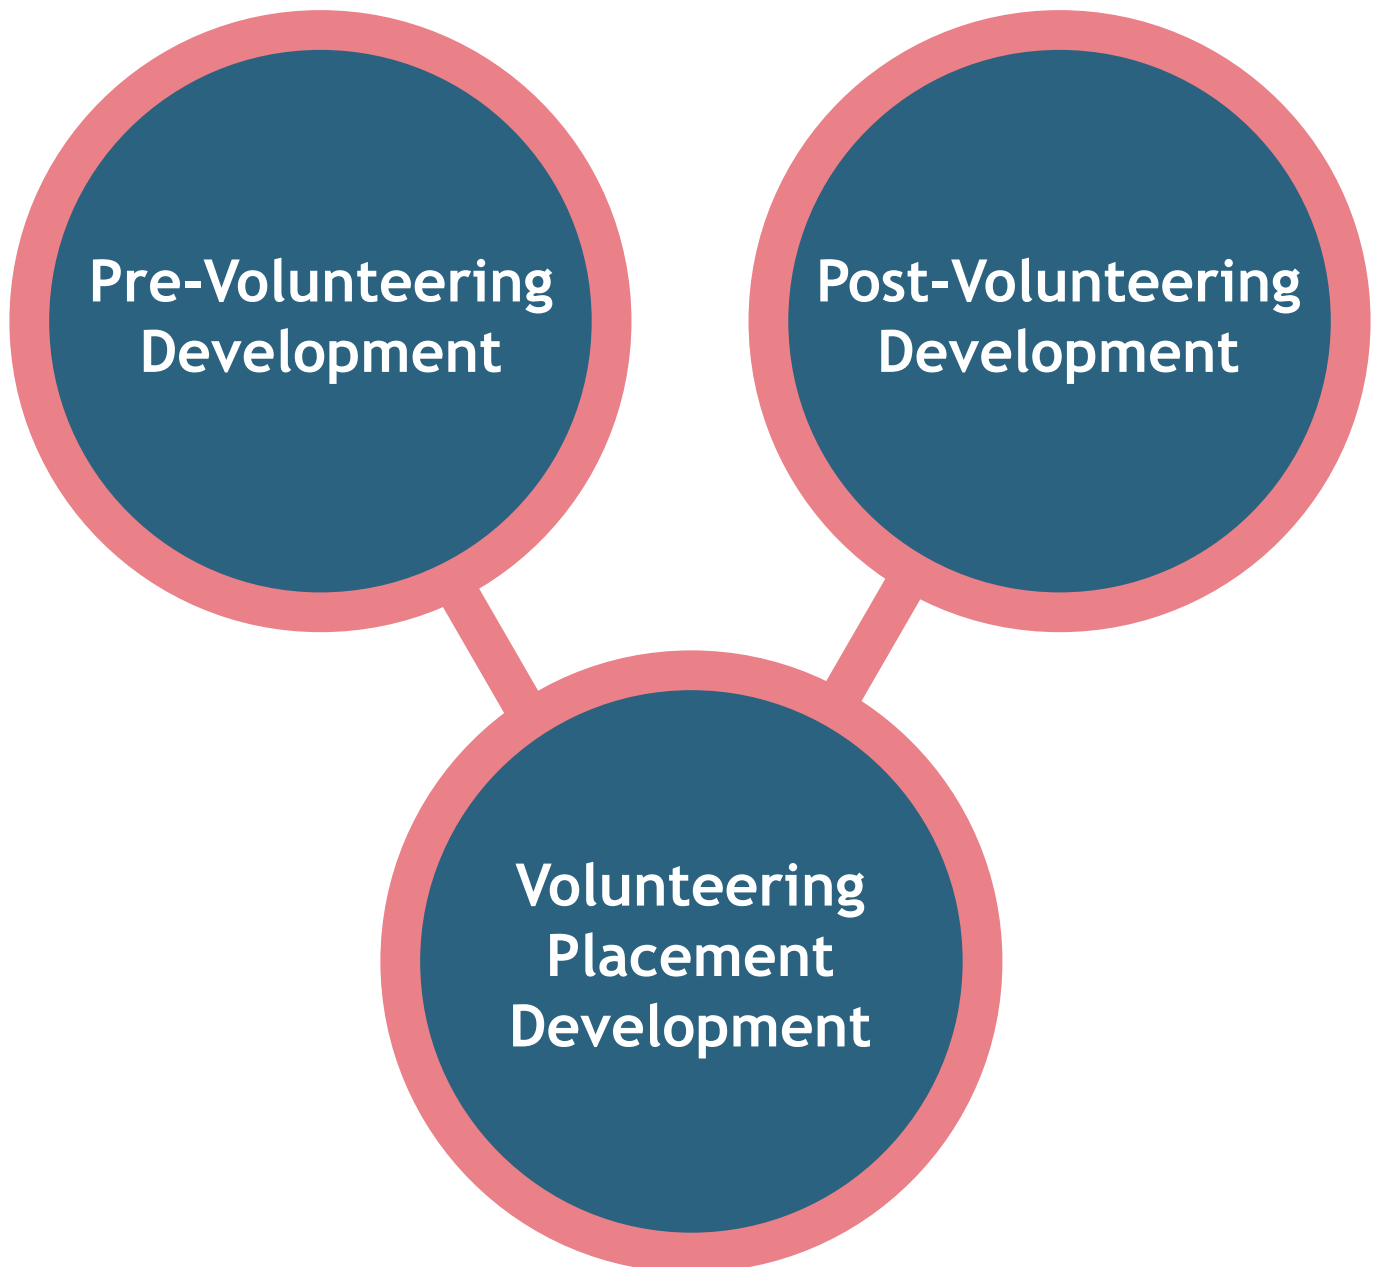 Pre-Volunteering
Development
Post-Volunteering
Development
Volunteering
Placement
Development